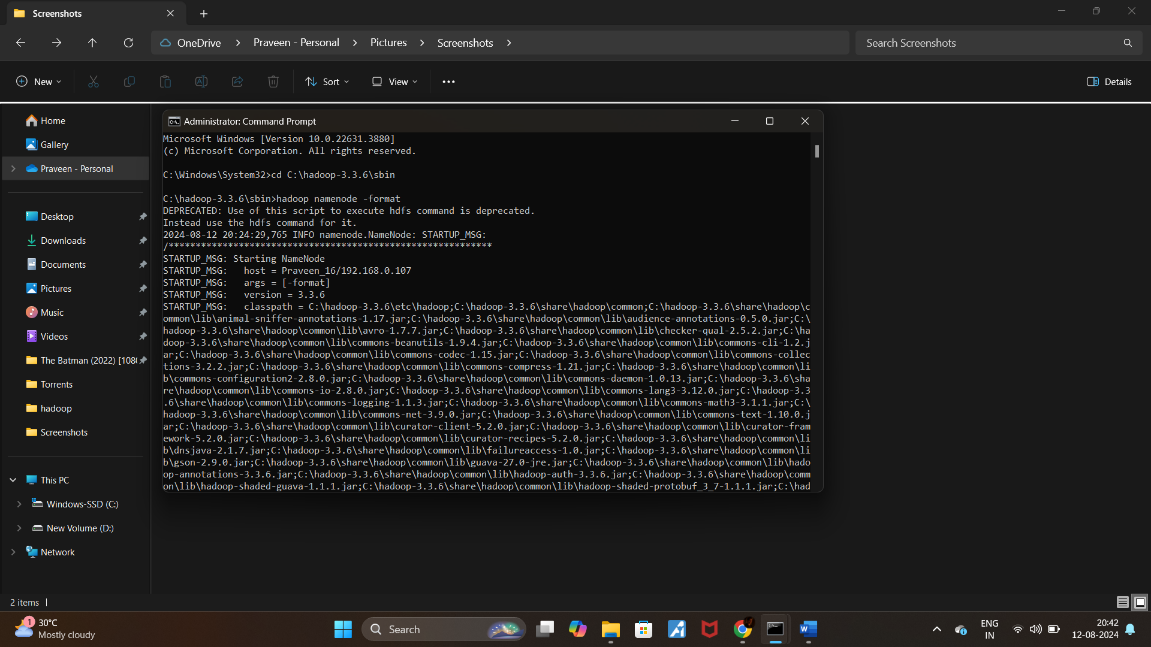 Screenshots
OneDrive
Praveen - Personal
Pictures
Screenshots
Search Screenshots
New
Sort
View
Details
Home
Gallery
Praveen - Personal
Desktop
Downloads
Documents
Pictures
Music
Videos
The Batman (2022) [108
Torrents
hadoop
Screenshots
This PC
Windows-SSD (C:)
New Volume (D:)
Network
Administrator: Command Prompt
Microsoft Windows [Version 10.0.22631.3880]
(c) Microsoft Corporation. All rights reserved.
C:\Windows\System32>cd C:\hadoop-3.3.6\sbin
C:\hadoop-3.3.6\sbin>hadoop namenode -format
DEPRECATED: Use of this script to execute hdfs command is deprecated.
Instead use the hdfs command for it.
2024-08-12 20:24:29,765 INFO namenode.NameNode: STARTUP_MSG:
/************************************************************
STARTUP_MSG: Starting NameNode
STARTUP_MSG:   host = Praveen_16/192.168.0.107
STARTUP_MSG:   args = [-format]
STARTUP_MSG:   version = 3.3.6
STARTUP_MSG:   classpath = C:\hadoop-3.3.6\etc\hadoop;C:\hadoop-3.3.6\share\hadoop\common;C:\hadoop-3.3.6\share\hadoop\c
ommon\lib\animal-sniffer-annotations-1.17.jar;C:\hadoop-3.3.6\share\hadoop\common\lib\audience-annotations-0.5.0.jar;C:\
hadoop-3.3.6\share\hadoop\common\lib\avro-1.7.7.jar;C:\hadoop-3.3.6\share\hadoop\common\lib\checker-qual-2.5.2.jar;C:\ha
doop-3.3.6\share\hadoop\common\lib\commons-beanutils-1.9.4.jar;C:\hadoop-3.3.6\share\hadoop\common\lib\commons-cli-1.2.j
ar;C:\hadoop-3.3.6\share\hadoop\common\lib\commons-codec-1.15.jar;C:\hadoop-3.3.6\share\hadoop\common\lib\commons-collec
tions-3.2.2.jar;C:\hadoop-3.3.6\share\hadoop\common\lib\commons-compress-1.21.jar;C:\hadoop-3.3.6\share\hadoop\common\li
b\commons-configuration2-2.8.0.jar;C:\hadoop-3.3.6\share\hadoop\common\lib\commons-daemon-1.0.13.jar;C:\hadoop-3.3.6\sha
re\hadoop\common\lib\commons-io-2.8.0.jar;C:\hadoop-3.3.6\share\hadoop\common\lib\commons-lang3-3.12.0.jar;C:\hadoop-3.3
.6\share\hadoop\common\lib\commons-logging-1.1.3.jar;C:\hadoop-3.3.6\share\hadoop\common\lib\commons-math3-3.1.1.jar;C:\
hadoop-3.3.6\share\hadoop\common\lib\commons-net-3.9.0.jar;C:\hadoop-3.3.6\share\hadoop\common\lib\commons-text-1.10.0.j
ar;C:\hadoop-3.3.6\share\hadoop\common\lib\curator-client-5.2.0.jar;C:\hadoop-3.3.6\share\hadoop\common\lib\curator-fram
ework-5.2.0.jar;C:\hadoop-3.3.6\share\hadoop\common\lib\curator-recipes-5.2.0.jar;C:\hadoop-3.3.6\share\hadoop\common\li
b\dnsjava-2.1.7.jar;C:\hadoop-3.3.6\share\hadoop\common\lib\failureaccess-1.0.jar;C:\hadoop-3.3.6\share\hadoop\common\li
b\gson-2.9.0.jar;C:\hadoop-3.3.6\share\hadoop\common\lib\guava-27.0-jre.jar;C:\hadoop-3.3.6\share\hadoop\common\lib\hado
op-annotations-3.3.6.jar;C:\hadoop-3.3.6\share\hadoop\common\lib\hadoop-auth-3.3.6.jar;C:\hadoop-3.3.6\share\hadoop\comm
on\lib\hadoop-shaded-guava-1.1.1.jar;C:\hadoop-3.3.6\share\hadoop\common\lib\hadoop-shaded-protobuf_3_7-1.1.1.jar;C:\had
2 items
1
30°C
Mostly cloudy
Search
ENG
IN
20:42
12-08-2024